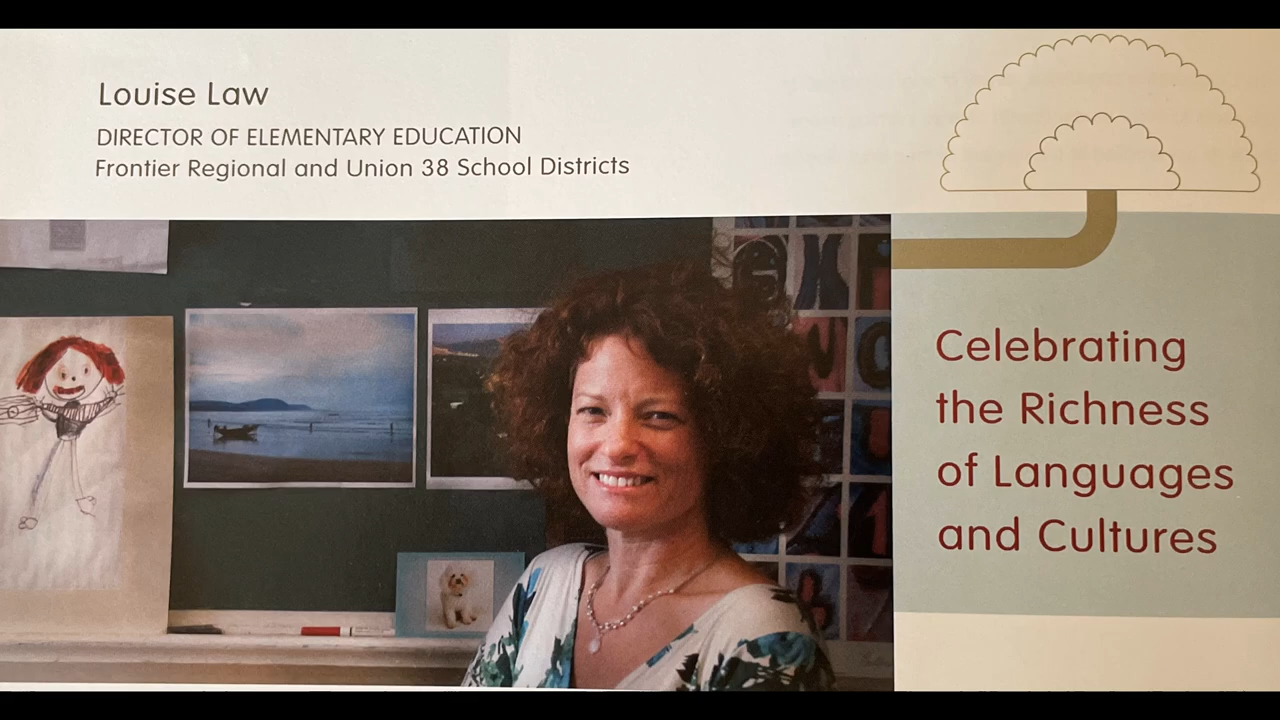 Louise Law
DIRECTOR OF ELEMENTARY EDUCATION
Frontier Regional and Union 38 School Districts
Celebrating
the Richness
of Languages
and Cultures